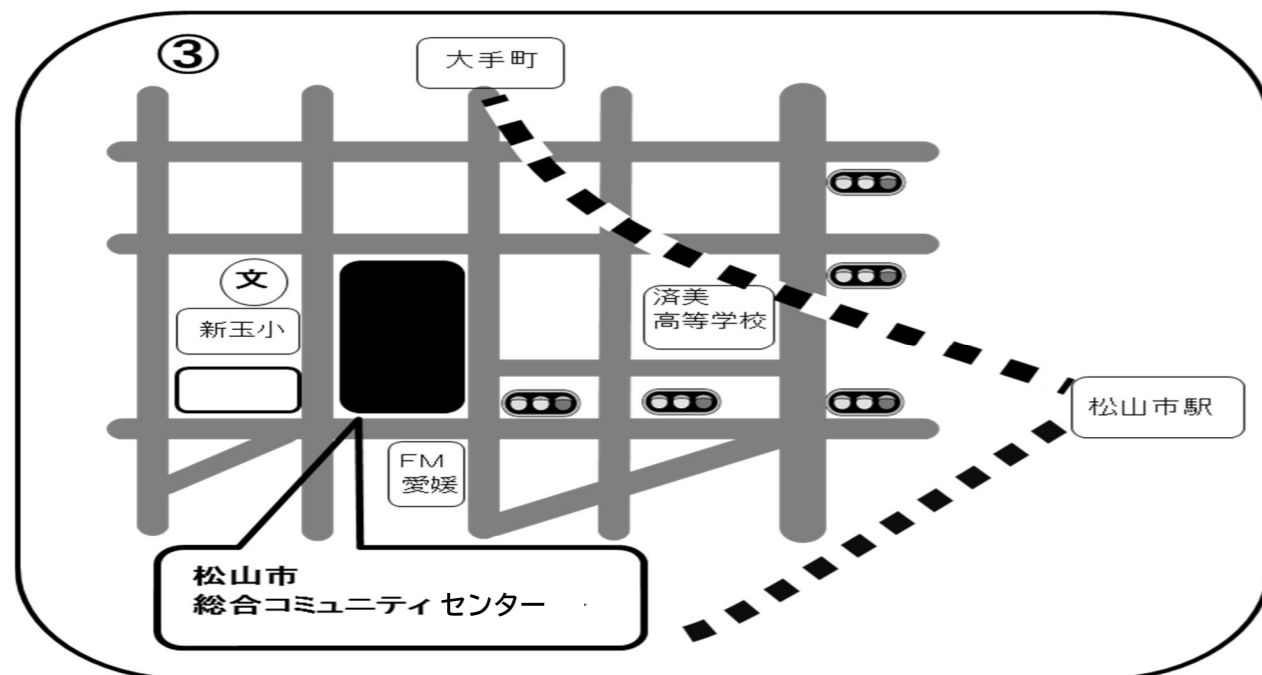 ③
大手町
文
新玉小
済美
高等学校
松山市駅
FM
愛媛
松山市
総合コミュニティセンター